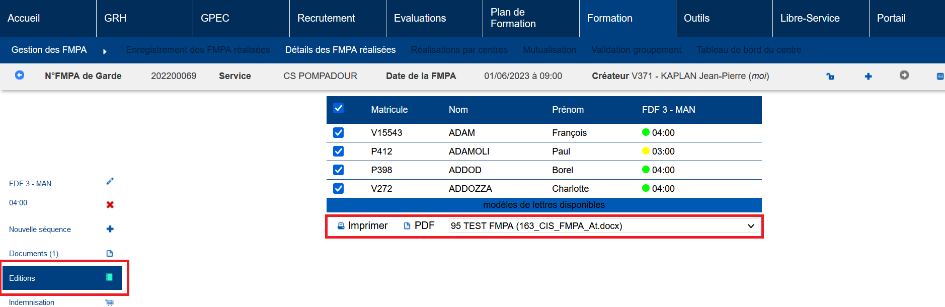 Accueil GRH GPEC Recrutement Evaluations Plan de Formation Formation Outils Libre-Service Portail
Gestion des FMPA Enregistrement des FMPA réalisées Détails des FMPA réalisées Réalisations par centres Mutualisation Validation groupement Tableau de bord du centre
N°FMPA de Garde 202200069 Service CS POMPADOUR Date de la FMPA 01/06/2023 à 09:00 Créateur V371 - KAPLAN Jean-Pierre (moi)
Matricule Nom Prénom FDF 3 - MAN
V15543 ADAM François 04:00
P412 ADAMOLI Paul 03:00
P398 ADDOD Borel 04:00
V272 ADDOZZA Charlotte 04:00
modèles de lettres disponibles
Imprimer PDF 95 TEST FMPA (163_CIS_FMPA_At.docx)
FDF 3 - MAN
04:00
Nouvelle séquence
Documents (1)
Editions
Indemnisation